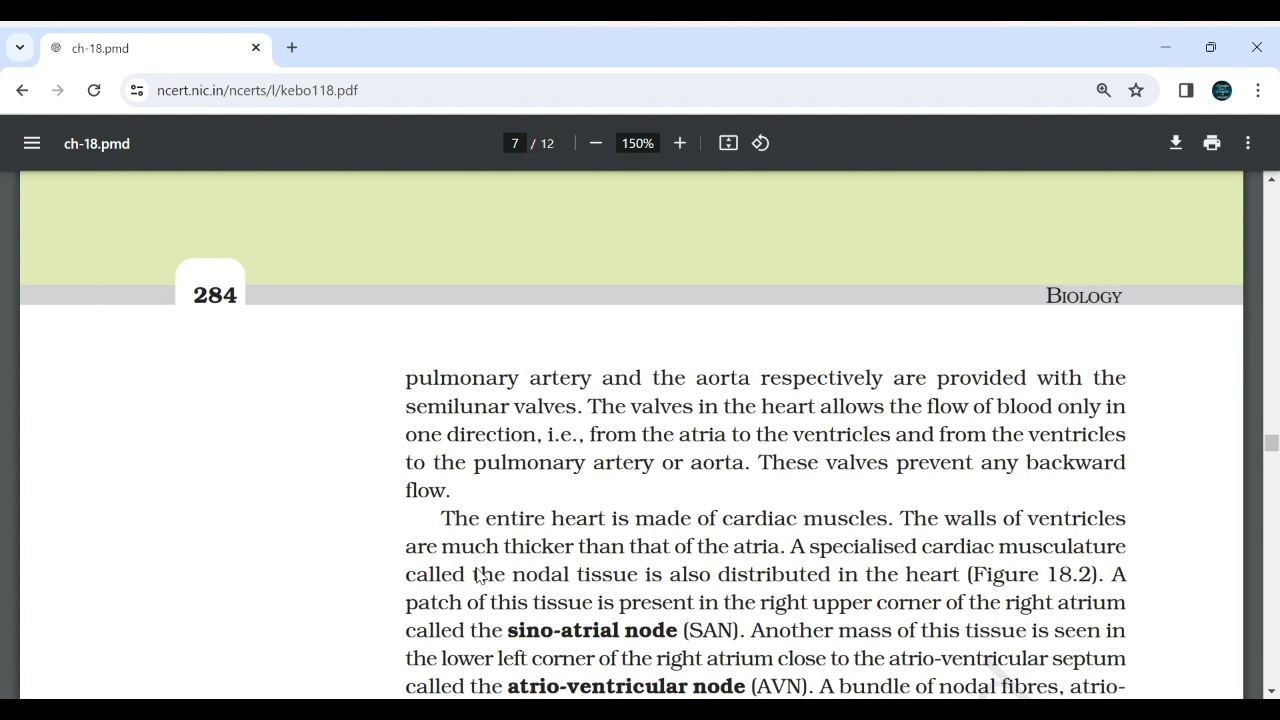 ch-18.pmd
ncert.nic.in/ncerts/l/kebo118.pdf
ch-18.pmd
7 / 12
150%
284
BIOLOGY
pulmonary artery and the aorta respectively are provided with the
semilunar valves. The valves in the heart allows the flow of blood only in
one direction, i.e., from the atria to the ventricles and from the ventricles
to the pulmonary artery or aorta. These valves prevent any backward
flow.
The entire heart is made of cardiac muscles. The walls of ventricles
are much thicker than that of the atria. A specialised cardiac musculature
called the nodal tissue is also distributed in the heart (Figure 18.2). A
patch of this tissue is present in the right upper corner of the right atrium
called the sino-atrial node (SAN). Another mass of this tissue is seen in
the lower left corner of the right atrium close to the atrio-ventricular septum
called the atrio-ventricular node (AVN). A bundle of nodal fibres, atrio-